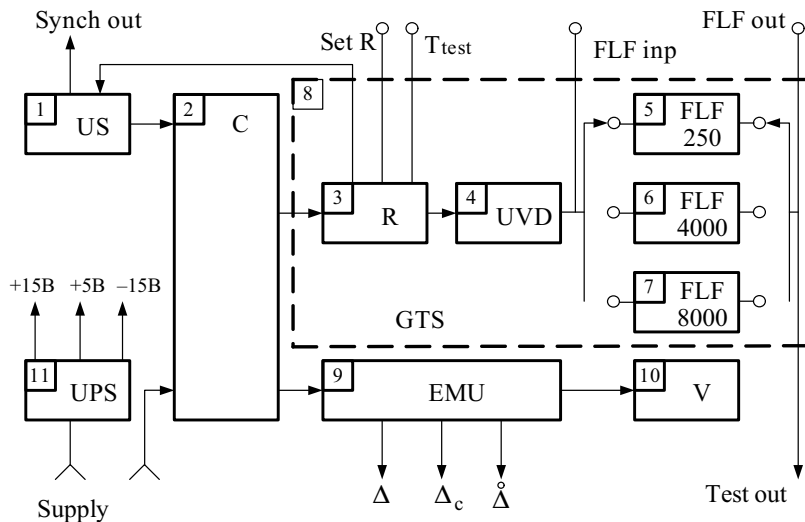 Synch out
Set R
Ttest
FLF inp
FLF out
1
US
2
C
8
5
FLF
250
3
R
4
UVD
6
FLF
4000
7
FLF
8000
GTS
+15B
+5B
–15B
11
UPS
9
EMU
10
V
Supply
Δ
Δc
Δ̊
Test out